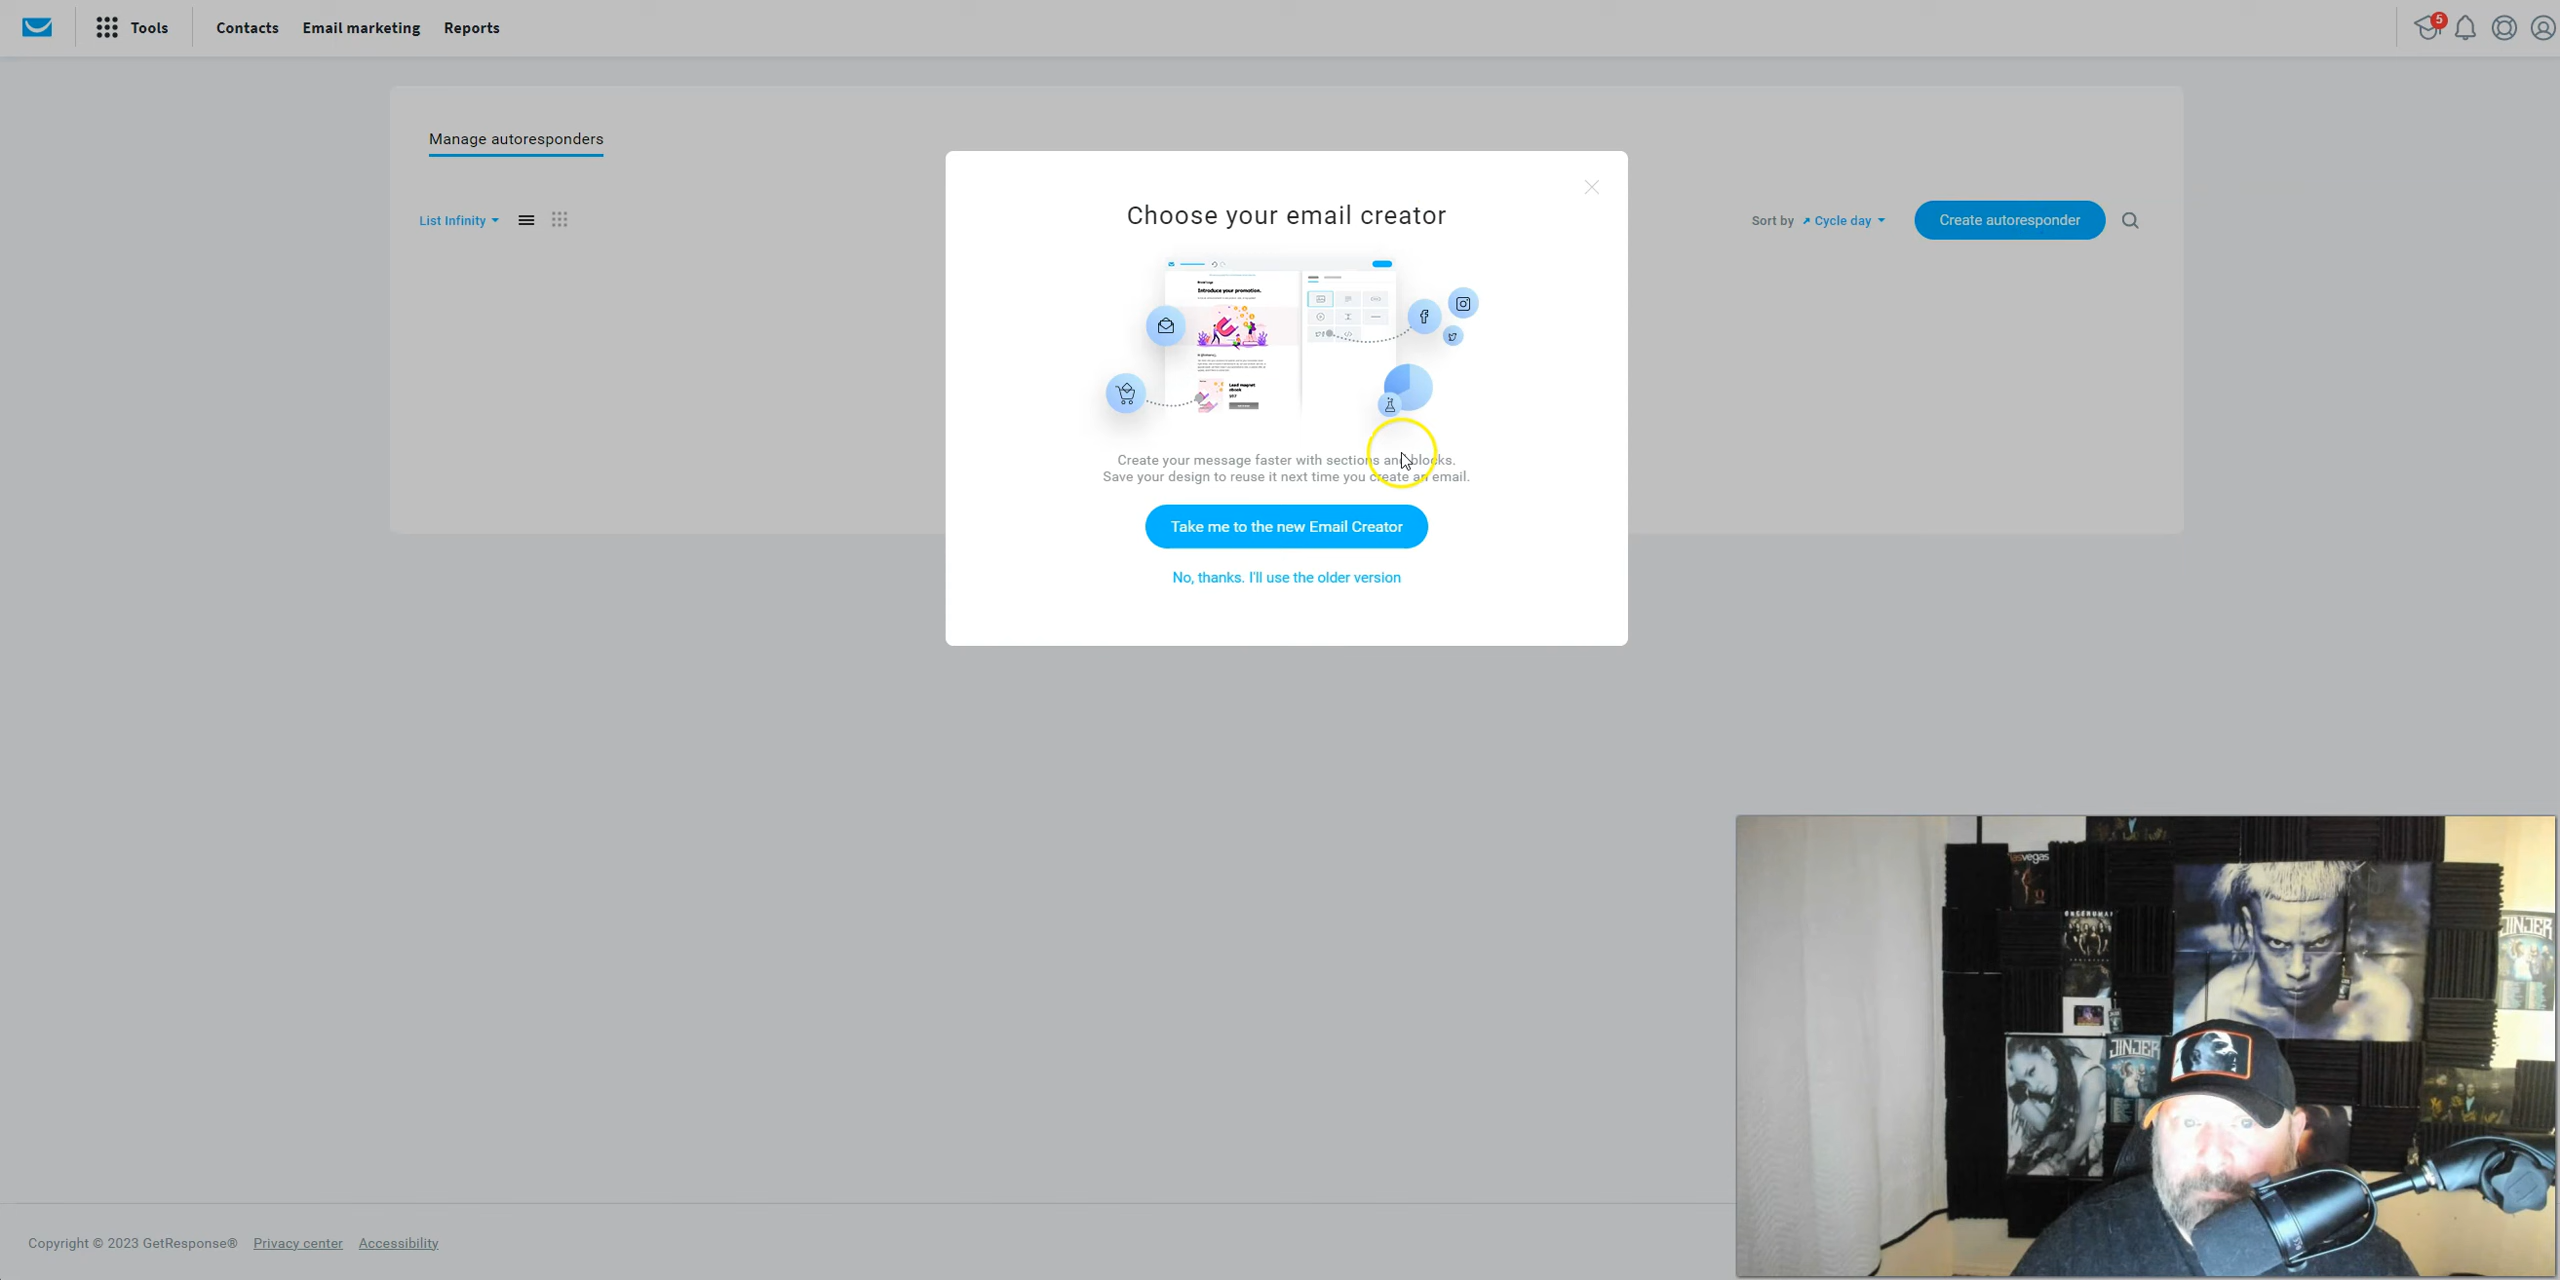 Tools
Contacts
Email marketing
Reports
5
Manage autoresponders
List Infinity
Sort by
Cycle day
Create autoresponder
Choose your email creator
Introduce your promotion.
Lead magnet
ebook
Create your message faster with sections and blocks.
Save your design to reuse it next time you create an email.
Take me to the new Email Creator
No, thanks. I'll use the older version
JINJER
JINJER
Copyright © 2023 GetResponse®
Privacy center
Accessibility